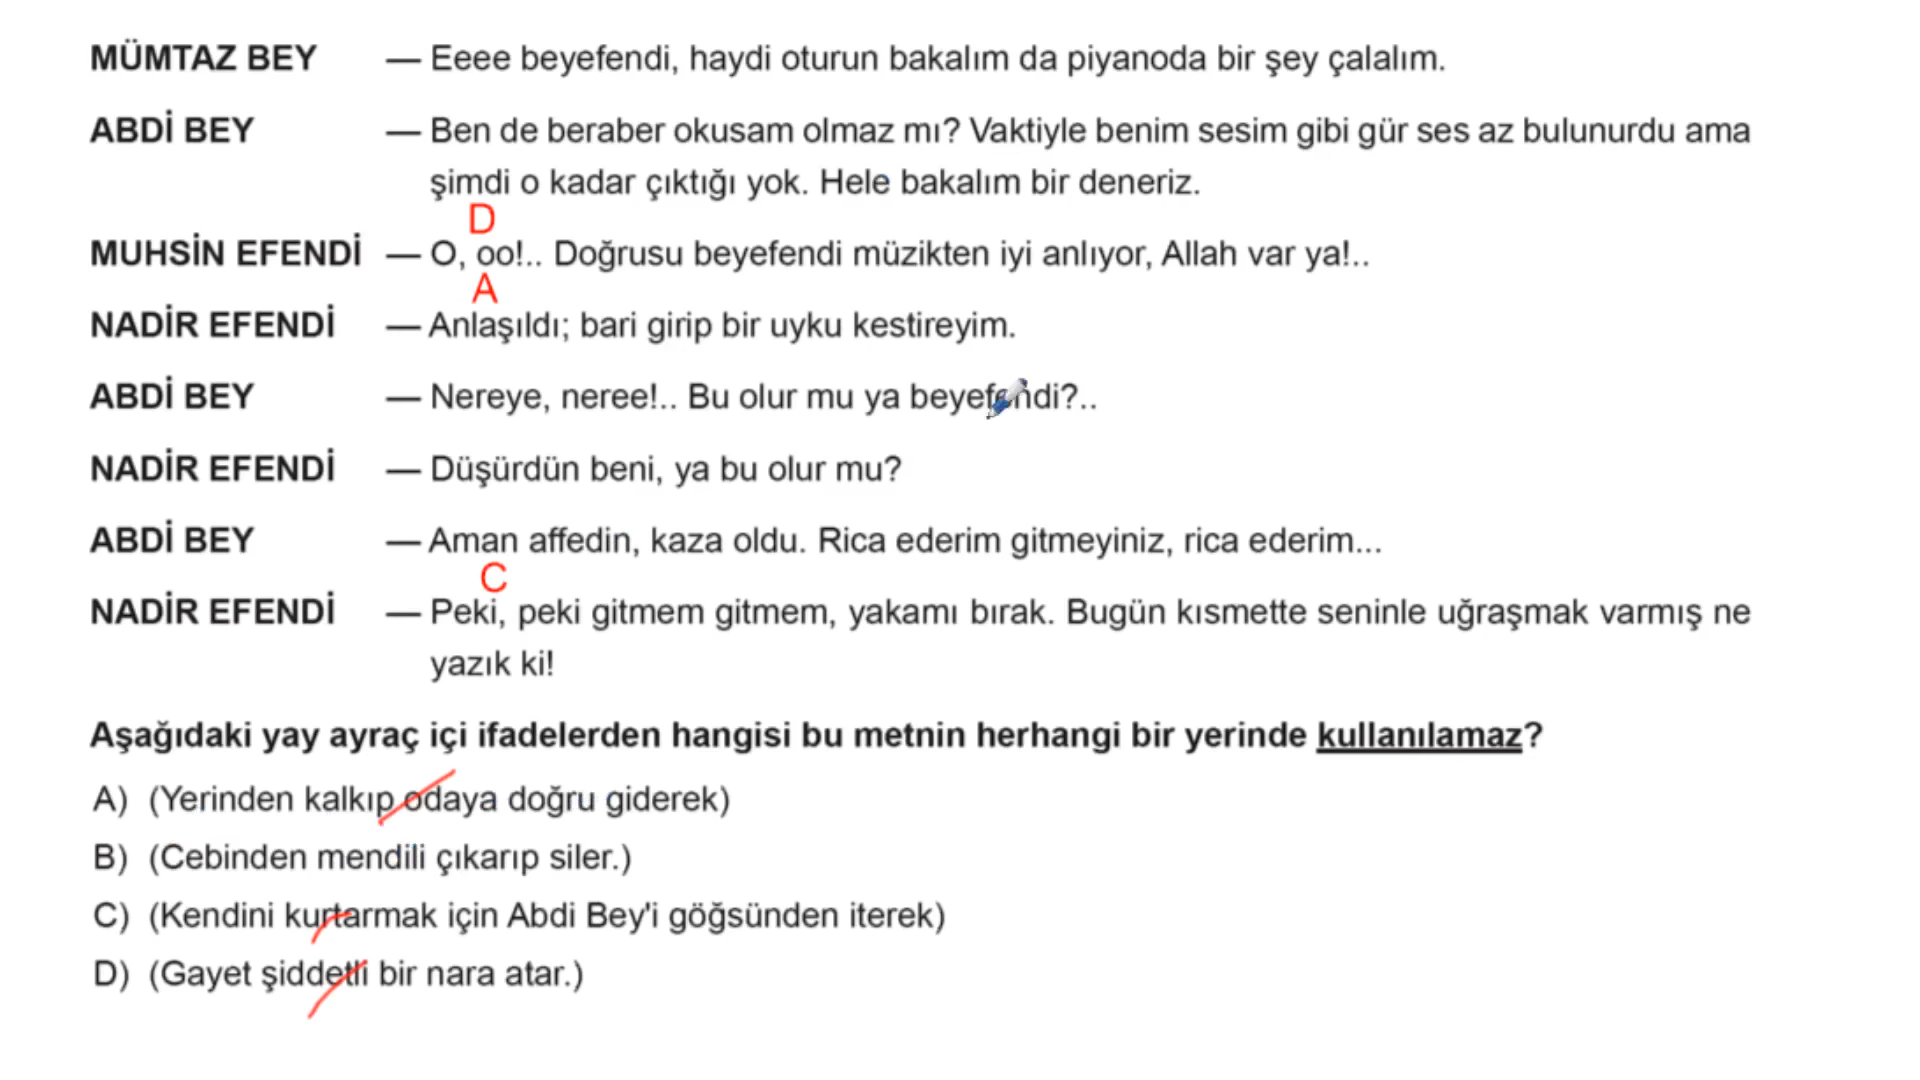 MÜMTAZ BEY — Eeee beyefendi, haydi oturun bakalım da piyanoda bir şey çalalım.
ABDİ BEY — Ben de beraber okusam olmaz mı? Vaktiyle benim sesim gibi gür ses az bulunurdu ama
şimdi o kadar çıktığı yok. Hele bakalım bir deneriz.
D
MUHSİN EFENDİ — O, oo!.. Doğrusu beyefendi müzikten iyi anlıyor, Allah var ya!..
A
NADİR EFENDİ — Anlaşıldı; bari girip bir uyku kestireyim.
ABDİ BEY — Nereye, neree!.. Bu olur mu ya beyefendi?..
NADİR EFENDİ — Düşürdün beni, ya bu olur mu?
ABDİ BEY — Aman affedin, kaza oldu. Rica ederim gitmeyiniz, rica ederim...
C
NADİR EFENDİ — Peki, peki gitmem gitmem, yakamı bırak. Bugün kısmette seninle uğraşmak varmış ne
yazık ki!
Aşağıdaki yay ayraç içi ifadelerden hangisi bu metnin herhangi bir yerinde kullanılamaz?
A) (Yerinden kalkıp odaya doğru giderek)
B) (Cebinden mendili çıkarıp siler.)
C) (Kendini kurtarmak için Abdi Bey'i göğsünden iterek)
D) (Gayet şiddetli bir nara atar.)